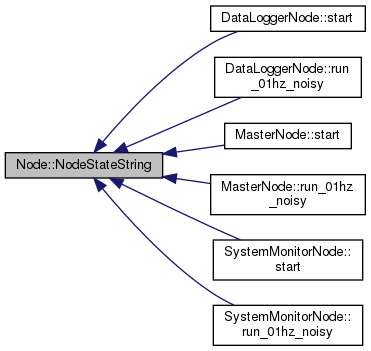 DataLoggerNode::start
DataLoggerNode::run
_01hz_noisy
MasterNode::start
Node::NodeStateString
MasterNode::run_01hz
_noisy
SystemMonitorNode::
start
SystemMonitorNode::
run_01hz_noisy